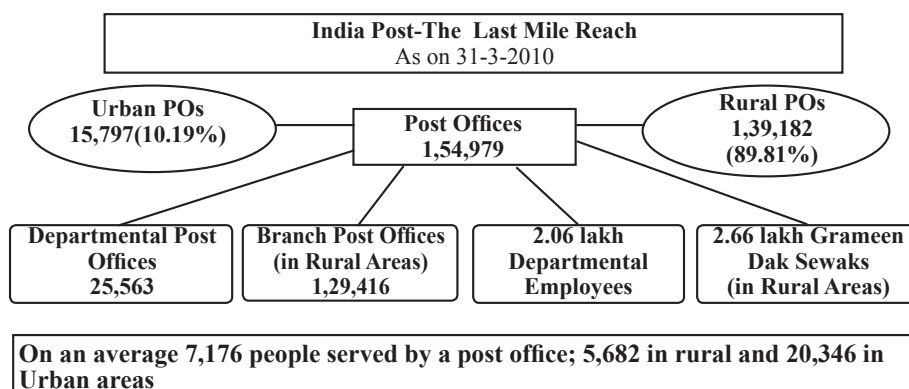 India Post-The Last Mile Reach
As on 31-3-2010
Urban POs
15,797(10.19%)
Post Offices
1,54,979
Rural POs
1,39,182
(89.81%)
Departmental Post
Offices
25,563
Branch Post Offices
(in Rural Areas)
1,29,416
2.06 lakh
Departmental
Employees
2.66 lakh Grameen
Dak Sewaks
(in Rural Areas)
On an average 7,176 people served by a post office; 5,682 in rural and 20,346 in
Urban areas